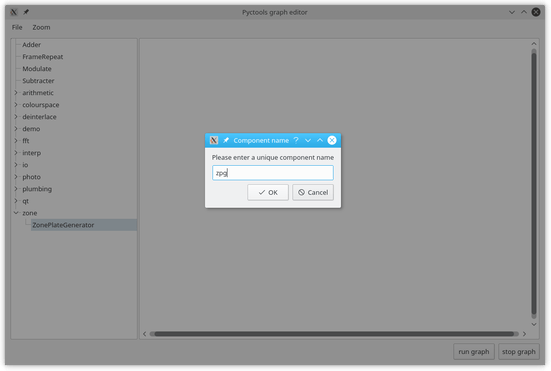 Pyctools graph editor
File Zoom
Adder
FrameRepeat
Modulate
Subtracter
arithmetic
colourspace
deinterlace
demo
fft
interp
io
photo
plumbing
qt
zone
ZonePlateGenerator
Component name
Please enter a unique component name
zpg
OK Cancel
run graph stop graph